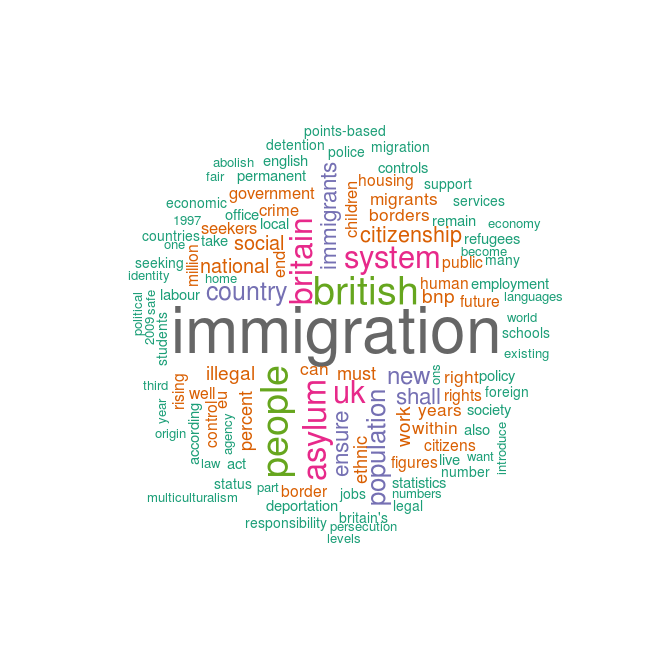 points-based
detention
police
migration
abolish
english
fair
permanent
controls
immigrants
children
housing
support
government
migrants
economic
crime
services
1997
office
local
borders
remain
economy
seekers
britain
citizenship
refugees
countries
take
social
one
end
system
become
public
many
seeking
million
national
identity
home
human
employment
country
british
bnp
future
languages
labour
political
2009
safe
immigration
world
schools
students
existing
illegal
can
must
new
ons
right
policy
third
rising
well
eu
people
asylum
uk
shall
rights
foreign
year
control
percent
ensure
population
work
years
society
origin
according
agency
within
also
ethnic
citizens
introduce
law
act
figures
live
want
number
status
part
border
jobs
statistics
numbers
multiculturalism
deportation
legal
responsibility
britain's
persecution
levels